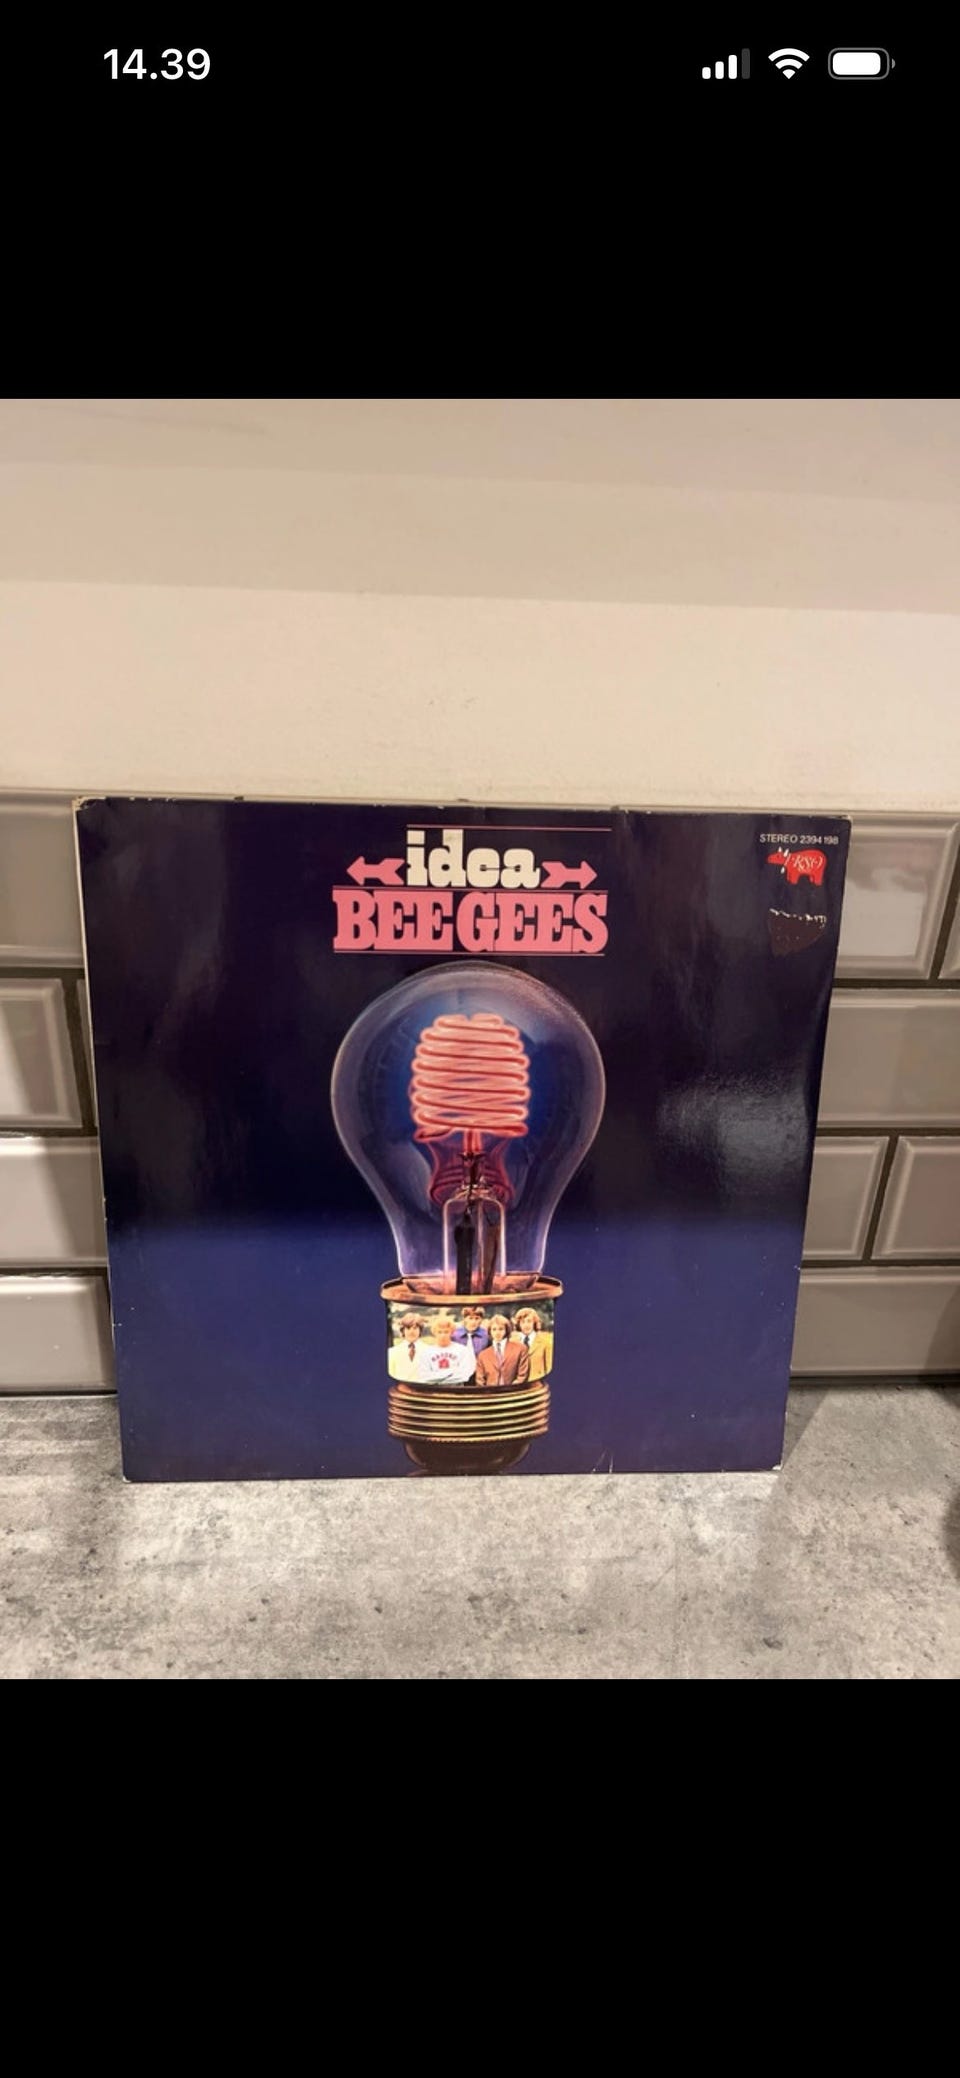 14.39
STEREO 2394 198
RSO
idea
BEE GEES